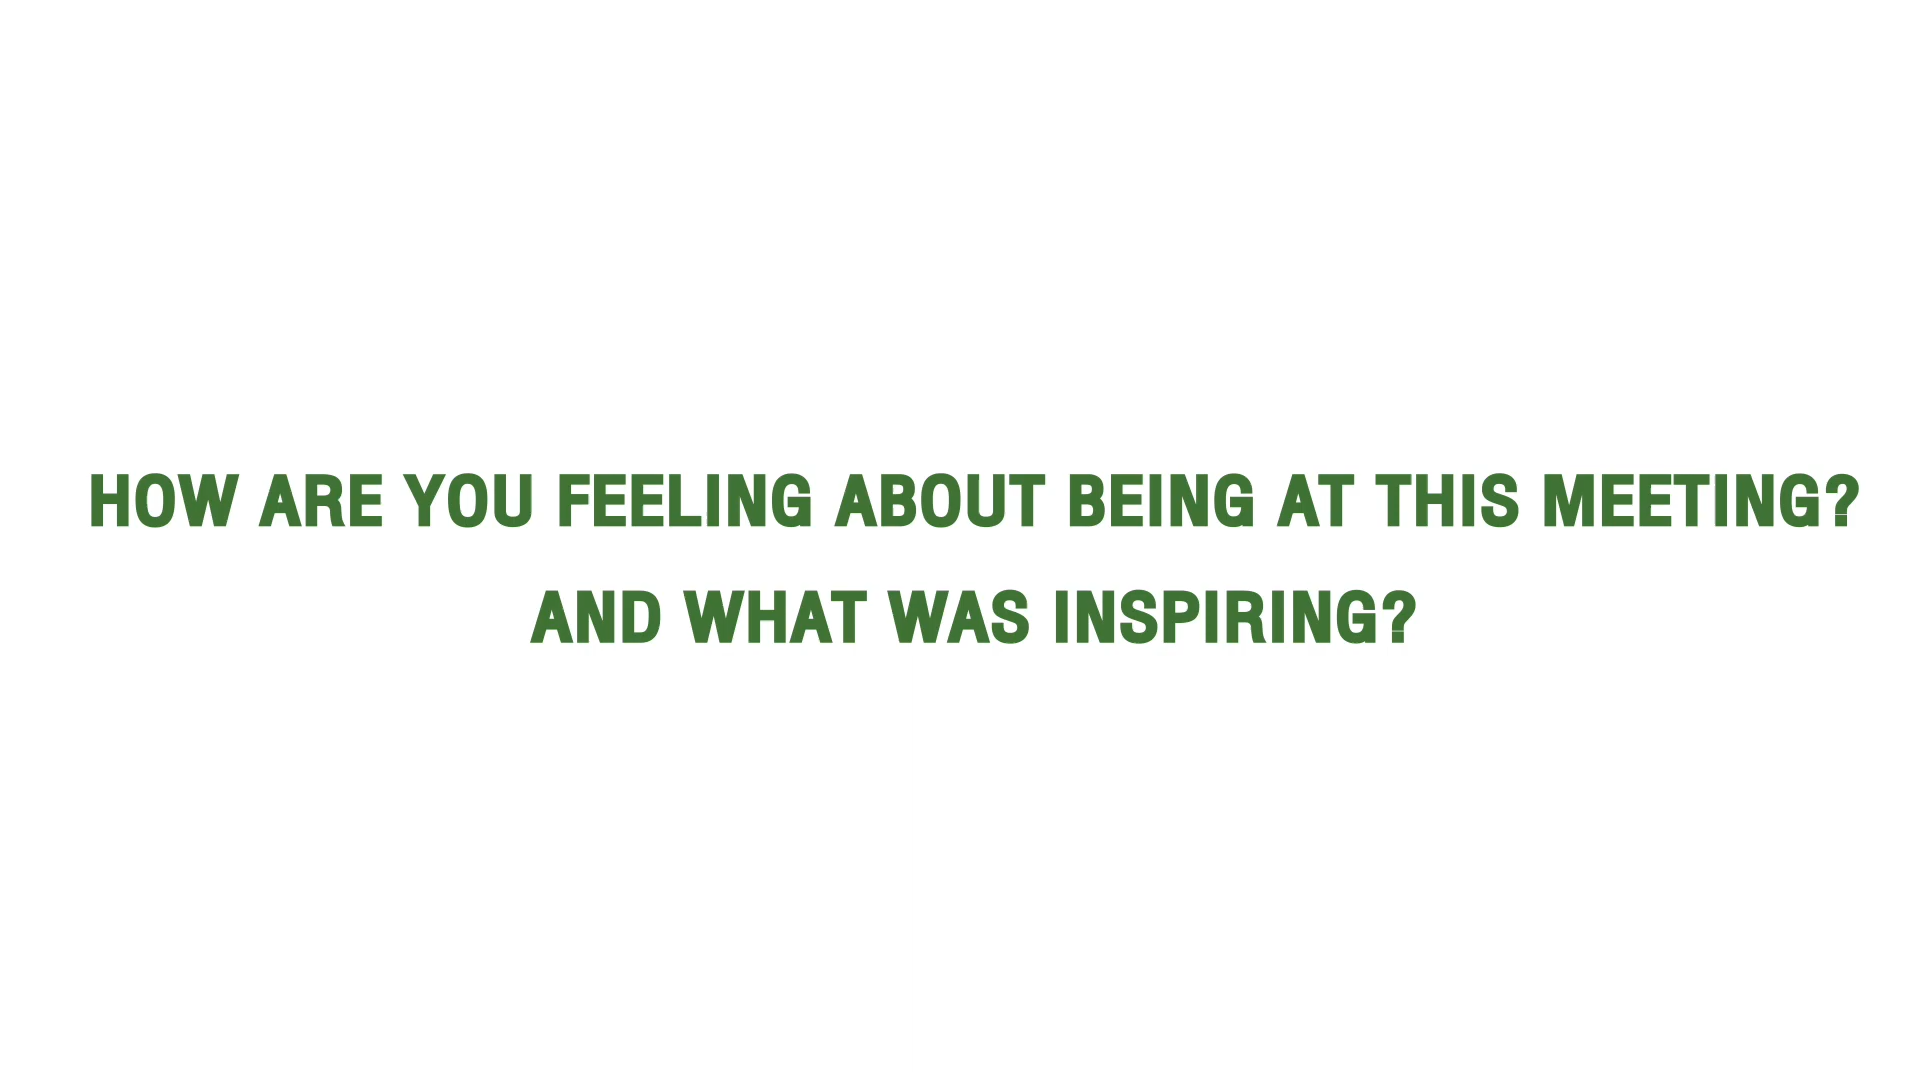 HOW ARE YOU FEELING ABOUT BEING AT THIS MEETING?
AND WHAT WAS INSPIRING?